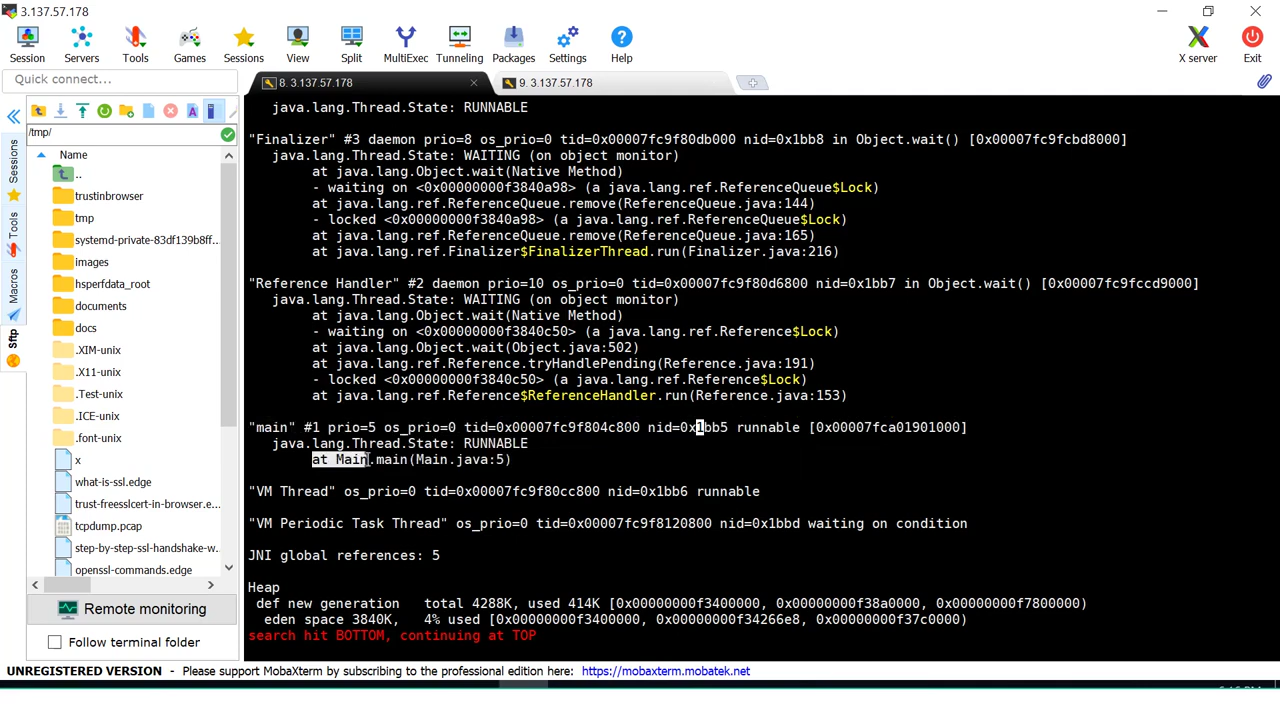 3.137.57.178
Session Servers Tools Games Sessions View Split MultiExec Tunneling Packages Settings Help X server Exit
Quick connect...
8. 3.137.57.178
9. 3.137.57.178
/tmp/
Name
..
trustinbrowser
tmp
systemd-private-83df139b8ff...
images
hsperfdata_root
documents
docs
.XIM-unix
.X11-unix
.Test-unix
.ICE-unix
.font-unix
x
what-is-ssl.edge
trust-freesslcert-in-browser.e...
tcpdump.pcap
step-by-step-ssl-handshake-w...
openssl-commands.edge
Remote monitoring
Follow terminal folder
Sessions
Tools
Macros
Sftp
java.lang.Thread.State: RUNNABLE
"Finalizer" #3 daemon prio=8 os_prio=0 tid=0x00007fc9f80db000 nid=0x1bb8 in Object.wait() [0x00007fc9fcbd8000]
java.lang.Thread.State: WAITING (on object monitor)
at java.lang.Object.wait(Native Method)
- waiting on <0x00000000f3840a98> (a java.lang.ref.ReferenceQueue$Lock)
at java.lang.ref.ReferenceQueue.remove(ReferenceQueue.java:144)
- locked <0x00000000f3840a98> (a java.lang.ref.ReferenceQueue$Lock)
at java.lang.ref.ReferenceQueue.remove(ReferenceQueue.java:165)
at java.lang.ref.Finalizer$FinalizerThread.run(Finalizer.java:216)
"Reference Handler" #2 daemon prio=10 os_prio=0 tid=0x00007fc9f80d6800 nid=0x1bb7 in Object.wait() [0x00007fc9fccd9000]
java.lang.Thread.State: WAITING (on object monitor)
at java.lang.Object.wait(Native Method)
- waiting on <0x00000000f3840c50> (a java.lang.ref.Reference$Lock)
at java.lang.Object.wait(Object.java:502)
at java.lang.ref.Reference.tryHandlePending(Reference.java:191)
- locked <0x00000000f3840c50> (a java.lang.ref.Reference$Lock)
at java.lang.ref.Reference$ReferenceHandler.run(Reference.java:153)
"main" #1 prio=5 os_prio=0 tid=0x00007fc9f804c800 nid=0x1bb5 runnable [0x00007fca01901000]
java.lang.Thread.State: RUNNABLE
at Main.main(Main.java:5)
"VM Thread" os_prio=0 tid=0x00007fc9f80cc800 nid=0x1bb6 runnable
"VM Periodic Task Thread" os_prio=0 tid=0x00007fc9f8120800 nid=0x1bbd waiting on condition
JNI global references: 5
Heap
def new generation total 4288K, used 414K [0x00000000f3400000, 0x00000000f38a0000, 0x00000000f7800000)
eden space 3840K, 4% used [0x00000000f3400000, 0x00000000f34266e8, 0x00000000f37c0000)
search hit BOTTOM, continuing at TOP
UNREGISTERED VERSION - Please support MobaXterm by subscribing to the professional edition here: https://mobaxterm.mobatek.net